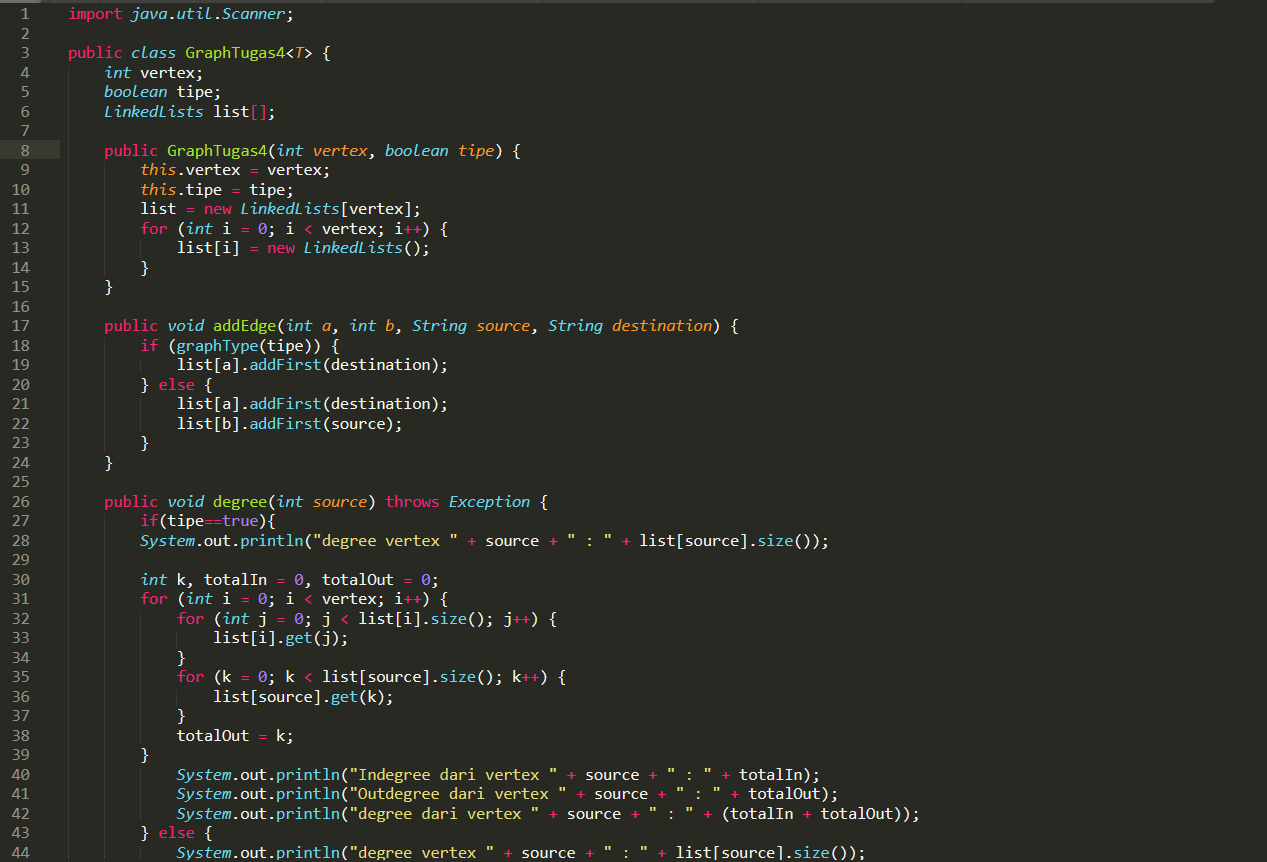 1 import java.util.Scanner;
2
3 public class GraphTugas4<T> {
4 int vertex;
5 boolean tipe;
6 LinkedLists list[];
7
8 public GraphTugas4(int vertex, boolean tipe) {
9 this.vertex = vertex;
10 this.tipe = tipe;
11 list = new LinkedLists[vertex];
12 for (int i = 0; i < vertex; i++) {
13 list[i] = new LinkedLists();
14 }
15 }
16
17 public void addEdge(int a, int b, String source, String destination) {
18 if (graphType(tipe)) {
19 list[a].addFirst(destination);
20 } else {
21 list[a].addFirst(destination);
22 list[b].addFirst(source);
23 }
24 }
25
26 public void degree(int source) throws Exception {
27 if(tipe==true){
28 System.out.println("degree vertex " + source + " : " + list[source].size());
29
30 int k, totalIn = 0, totalOut = 0;
31 for (int i = 0; i < vertex; i++) {
32 for (int j = 0; j < list[i].size(); j++) {
33 list[i].get(j);
34 }
35 for (k = 0; k < list[source].size(); k++) {
36 list[source].get(k);
37 }
38 totalOut = k;
39 }
40 System.out.println("Indegree dari vertex " + source + " : " + totalIn);
41 System.out.println("Outdegree dari vertex " + source + " : " + totalOut);
42 System.out.println("degree dari vertex " + source + " : " + (totalIn + totalOut));
43 } else {
44 System.out.println("degree vertex " + source + " : " + list[source].size());